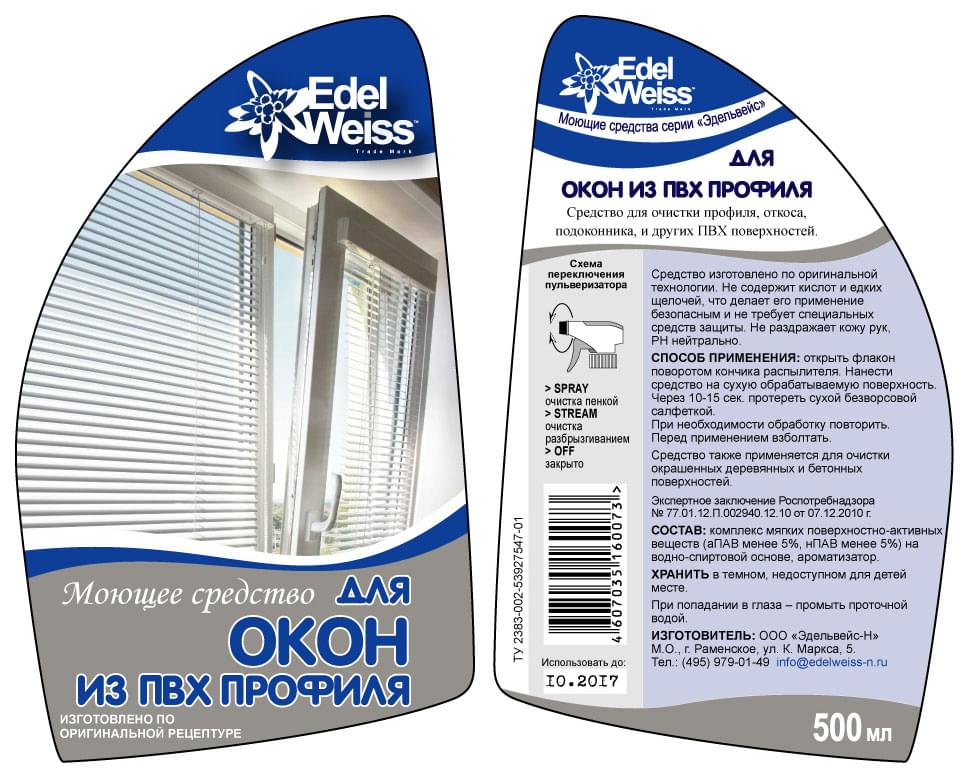 Edel
Weiss™
Trade Mark
Моющее средство ДЛЯ
ОКОН
ИЗ ПВХ ПРОФИЛЯ
ИЗГОТОВЛЕНО ПО
ОРИГИНАЛЬНОЙ РЕЦЕПТУРЕ
Edel
Weiss™
Trade Mark
Моющие средства серии «Эдельвейс»
ДЛЯ
ОКОН ИЗ ПВХ ПРОФИЛЯ
Средство для очистки профиля, откоса,
подоконника, и других ПВХ поверхностей.
Схема
переключения
пульверизатора
> SPRAY
очистка пенкой
> STREAM
очистка
разбрызгиванием
> OFF
закрыто
ТУ 2383-002-53927547-01
4 607035 160073 >
Использовать до:
10.2017
Средство изготовлено по оригинальной
технологии. Не содержит кислот и едких
щелочей, что делает его применение
безопасным и не требует специальных
средств защиты. Не раздражает кожу рук,
PH нейтрально.
СПОСОБ ПРИМЕНЕНИЯ: открыть флакон
поворотом кончика распылителя. Нанести
средство на сухую обрабатываемую поверхность.
Через 10-15 сек. протереть сухой безворсовой
салфеткой.
При необходимости обработку повторить.
Перед применением взболтать.
Средство также применяется для очистки
окрашенных деревянных и бетонных
поверхностей.
Экспертное заключение Роспотребнадзора
№ 77.01.12.П.002940.12.10 от 07.12.2010 г.
СОСТАВ: комплекс мягких поверхностно-активных
веществ (аПАВ менее 5%, нПАВ менее 5%) на
водно-спиртовой основе, ароматизатор.
ХРАНИТЬ в темном, недоступном для детей
месте.
При попадании в глаза – промыть проточной
водой.
ИЗГОТОВИТЕЛЬ: ООО «Эдельвейс-Н»
М.О., г. Раменское, ул. К. Маркса, 5.
Тел.: (495) 979-01-49 info@edelweiss-n.ru
500 мл